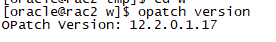 [oracle@rac2 tmp]$ cd w
[oracle@rac2 w]$ opatch version
OPatch Version: 12.2.0.1.17